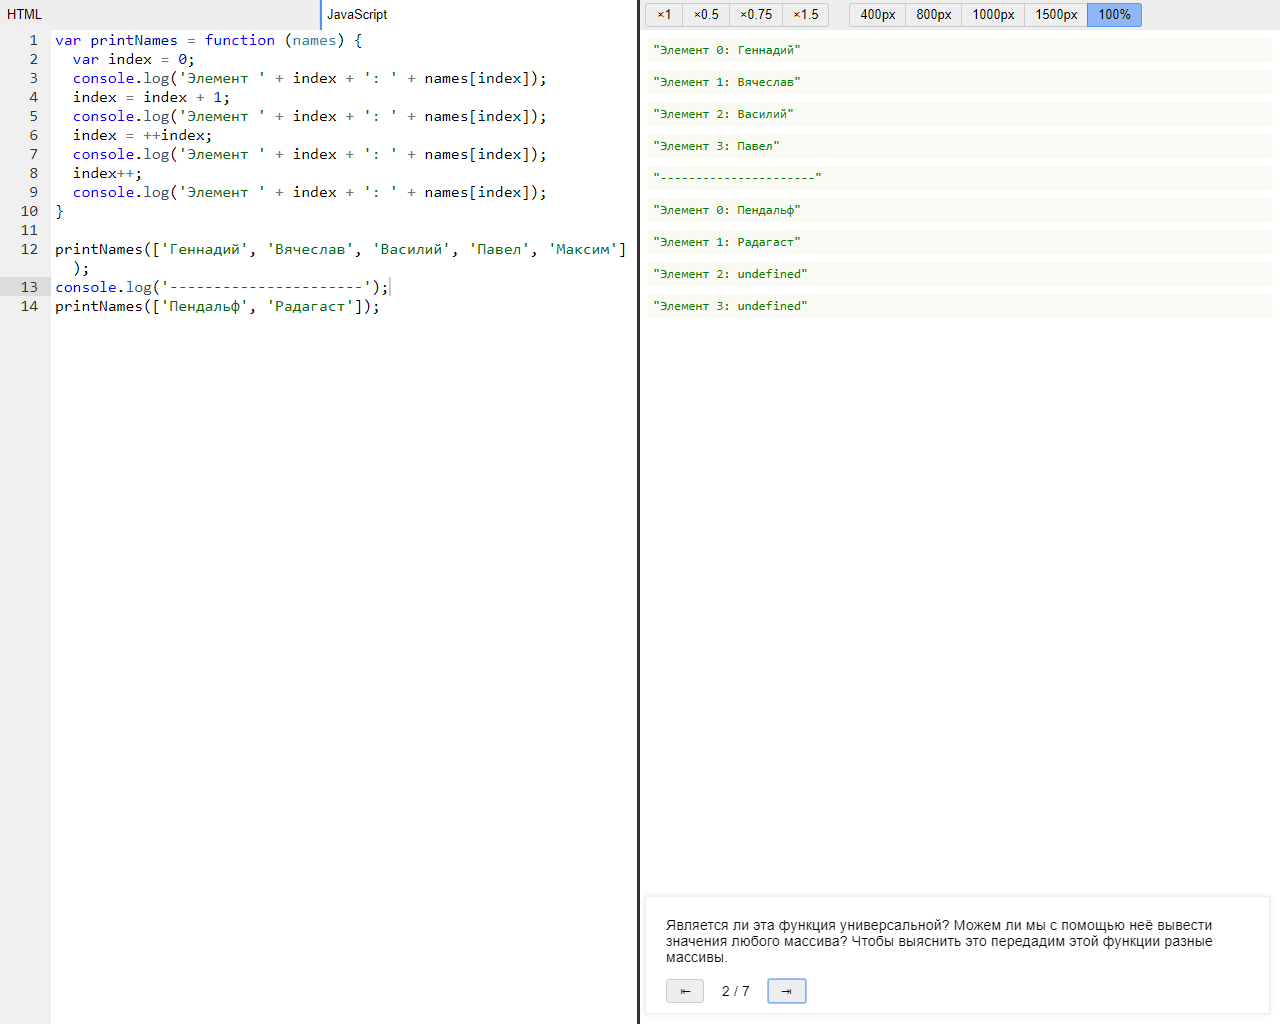 HTML
JavaScript
1 var printNames = function (names) {
2 var index = 0;
3 console.log('Элемент ' + index + ': ' + names[index]);
4 index = index + 1;
5 console.log('Элемент ' + index + ': ' + names[index]);
6 index = ++index;
7 console.log('Элемент ' + index + ': ' + names[index]);
8 index++;
9 console.log('Элемент ' + index + ': ' + names[index]);
10 }
11
12 printNames(['Геннадий', 'Вячеслав', 'Василий', 'Павел', 'Максим']
);
13 console.log('----------------------');
14 printNames(['Пендальф', 'Радагаст']);
×1 ×0.5 ×0.75 ×1.5 400px 800px 1000px 1500px 100%
"Элемент 0: Геннадий"
"Элемент 1: Вячеслав"
"Элемент 2: Василий"
"Элемент 3: Павел"
"----------------------"
"Элемент 0: Пендальф"
"Элемент 1: Радагаст"
"Элемент 2: undefined"
"Элемент 3: undefined"
Является ли эта функция универсальной? Можем ли мы с помощью неё вывести
значения любого массива? Чтобы выяснить это передадим этой функции разные
массивы.
⇤ 2 / 7 ⇥